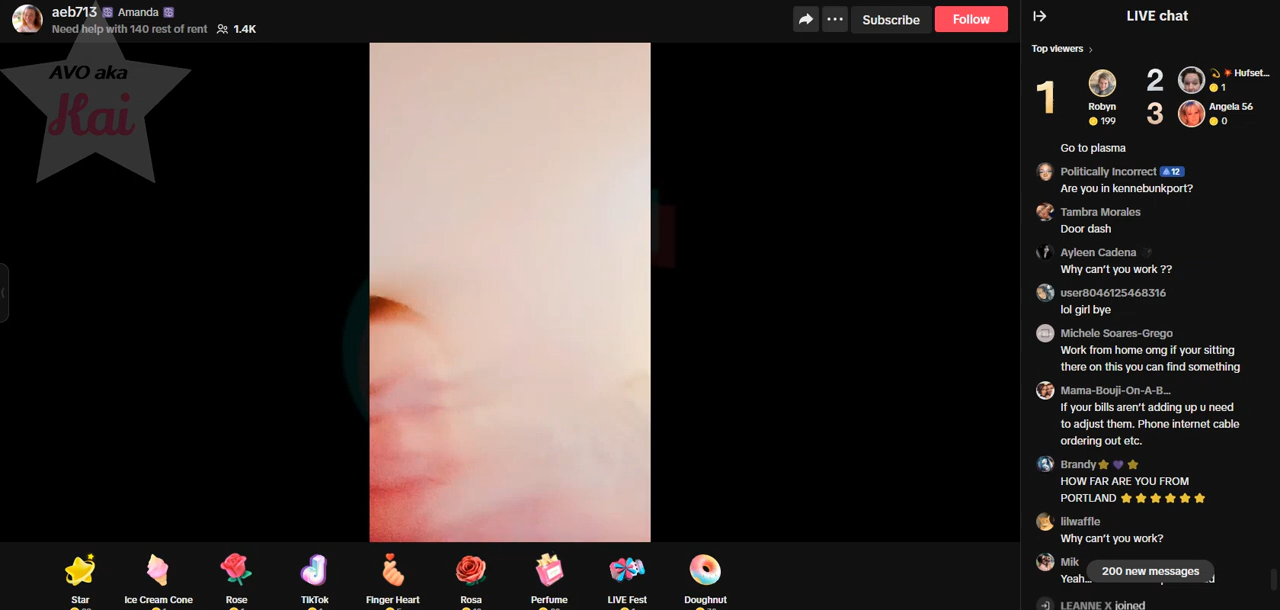 aeb713 Amanda
Need help with 140 rest of rent 1.4K
Subscribe
Follow
LIVE chat
AVO aka
Kai
Top viewers
1
Robyn
199
2
Hufset...
1
3
Angela 56
0
Go to plasma
Politically Incorrect 12
Are you in kennebunkport?
Tambra Morales
Door dash
Ayleen Cadena
Why can't you work ??
user8046125468316
lol girl bye
Michele Soares-Grego
Work from home omg if your sitting
there on this you can find something
Mama-Bouji-On-A-B...
If your bills aren't adding up u need
to adjust them. Phone internet cable
ordering out etc.
Brandy
HOW FAR ARE YOU FROM
PORTLAND
lilwaffle
Why can't you work?
Mik
Yeah..
200 new messages
LEANNE X joined
Star
Ice Cream Cone
Rose
TikTok
Finger Heart
Rosa
Perfume
LIVE Fest
Doughnut